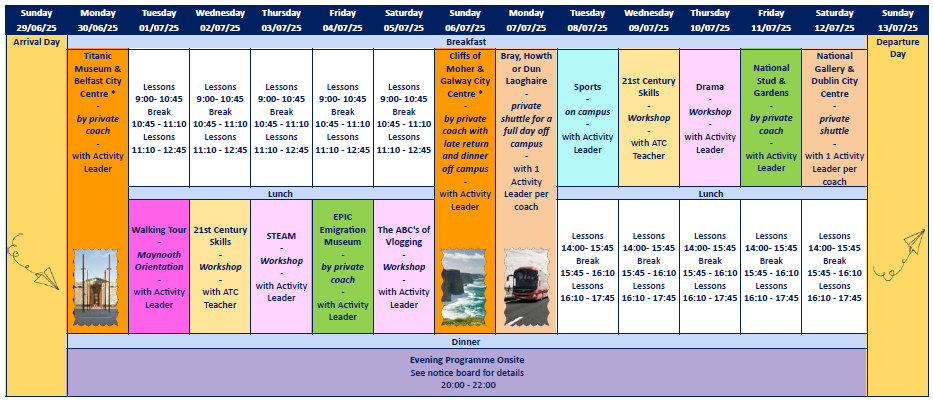 Sunday
29/06/25
Monday
30/06/25
Tuesday
01/07/25
Wednesday
02/07/25
Thursday
03/07/25
Friday
04/07/25
Saturday
05/07/25
Sunday
06/07/25
Monday
07/07/25
Tuesday
08/07/25
Wednesday
09/07/25
Thursday
10/07/25
Friday
11/07/25
Saturday
12/07/25
Sunday
13/07/25
Arrival Day
Breakfast
Departure
Day
Titanic
Museum &
Belfast City
Centre *
-
by private
coach
-
with Activity
Leader
Lessons
9:00- 10:45
Break
10:45 - 11:10
Lessons
11:10 - 12:45
Lessons
9:00- 10:45
Break
10:45 - 11:10
Lessons
11:10 - 12:45
Lessons
9:00- 10:45
Break
10:45 - 11:10
Lessons
11:10 - 12:45
Lessons
9:00- 10:45
Break
10:45 - 11:10
Lessons
11:10 - 12:45
Lessons
9:00- 10:45
Break
10:45 - 11:10
Lessons
11:10 - 12:45
Cliffs of
Moher &
Galway City
Centre *
-
by private
coach with
late return
and dinner
off campus
-
with Activity
Leader
Bray, Howth
or Dun
Laoghaire
-
private
shuttle for a
full day off
campus
-
with 1
Activity
Leader per
coach
Sports
-
on campus
-
with Activity
Leader
21st Century
Skills
-
Workshop
-
with ATC
Teacher
Drama
-
Workshop
-
with Activity
Leader
National
Stud &
Gardens
-
by private
coach
-
with Activity
Leader
National
Gallery &
Dublin City
Centre
-
private
shuttle
-
with 1 Activity
Leader per
coach
Lunch
Lunch
Walking Tour
-
Maynooth
Orientation
-
with Activity
Leader
21st Century
Skills
-
Workshop
-
with ATC
Teacher
STEAM
-
Workshop
-
with Activity
Leader
EPIC
Emigration
Museum
-
by private
coach
-
with Activity
Leader
The ABC's of
Vlogging
-
Workshop
-
with Activity
Leader
Lessons
14:00- 15:45
Break
15:45 - 16:10
Lessons
16:10 - 17:45
Lessons
14:00- 15:45
Break
15:45 - 16:10
Lessons
16:10 - 17:45
Lessons
14:00- 15:45
Break
15:45 - 16:10
Lessons
16:10 - 17:45
Lessons
14:00- 15:45
Break
15:45 - 16:10
Lessons
16:10 - 17:45
Lessons
14:00- 15:45
Break
15:45 - 16:10
Lessons
16:10 - 17:45
Dinner
Evening Programme Onsite
See notice board for details
20:00 - 22:00